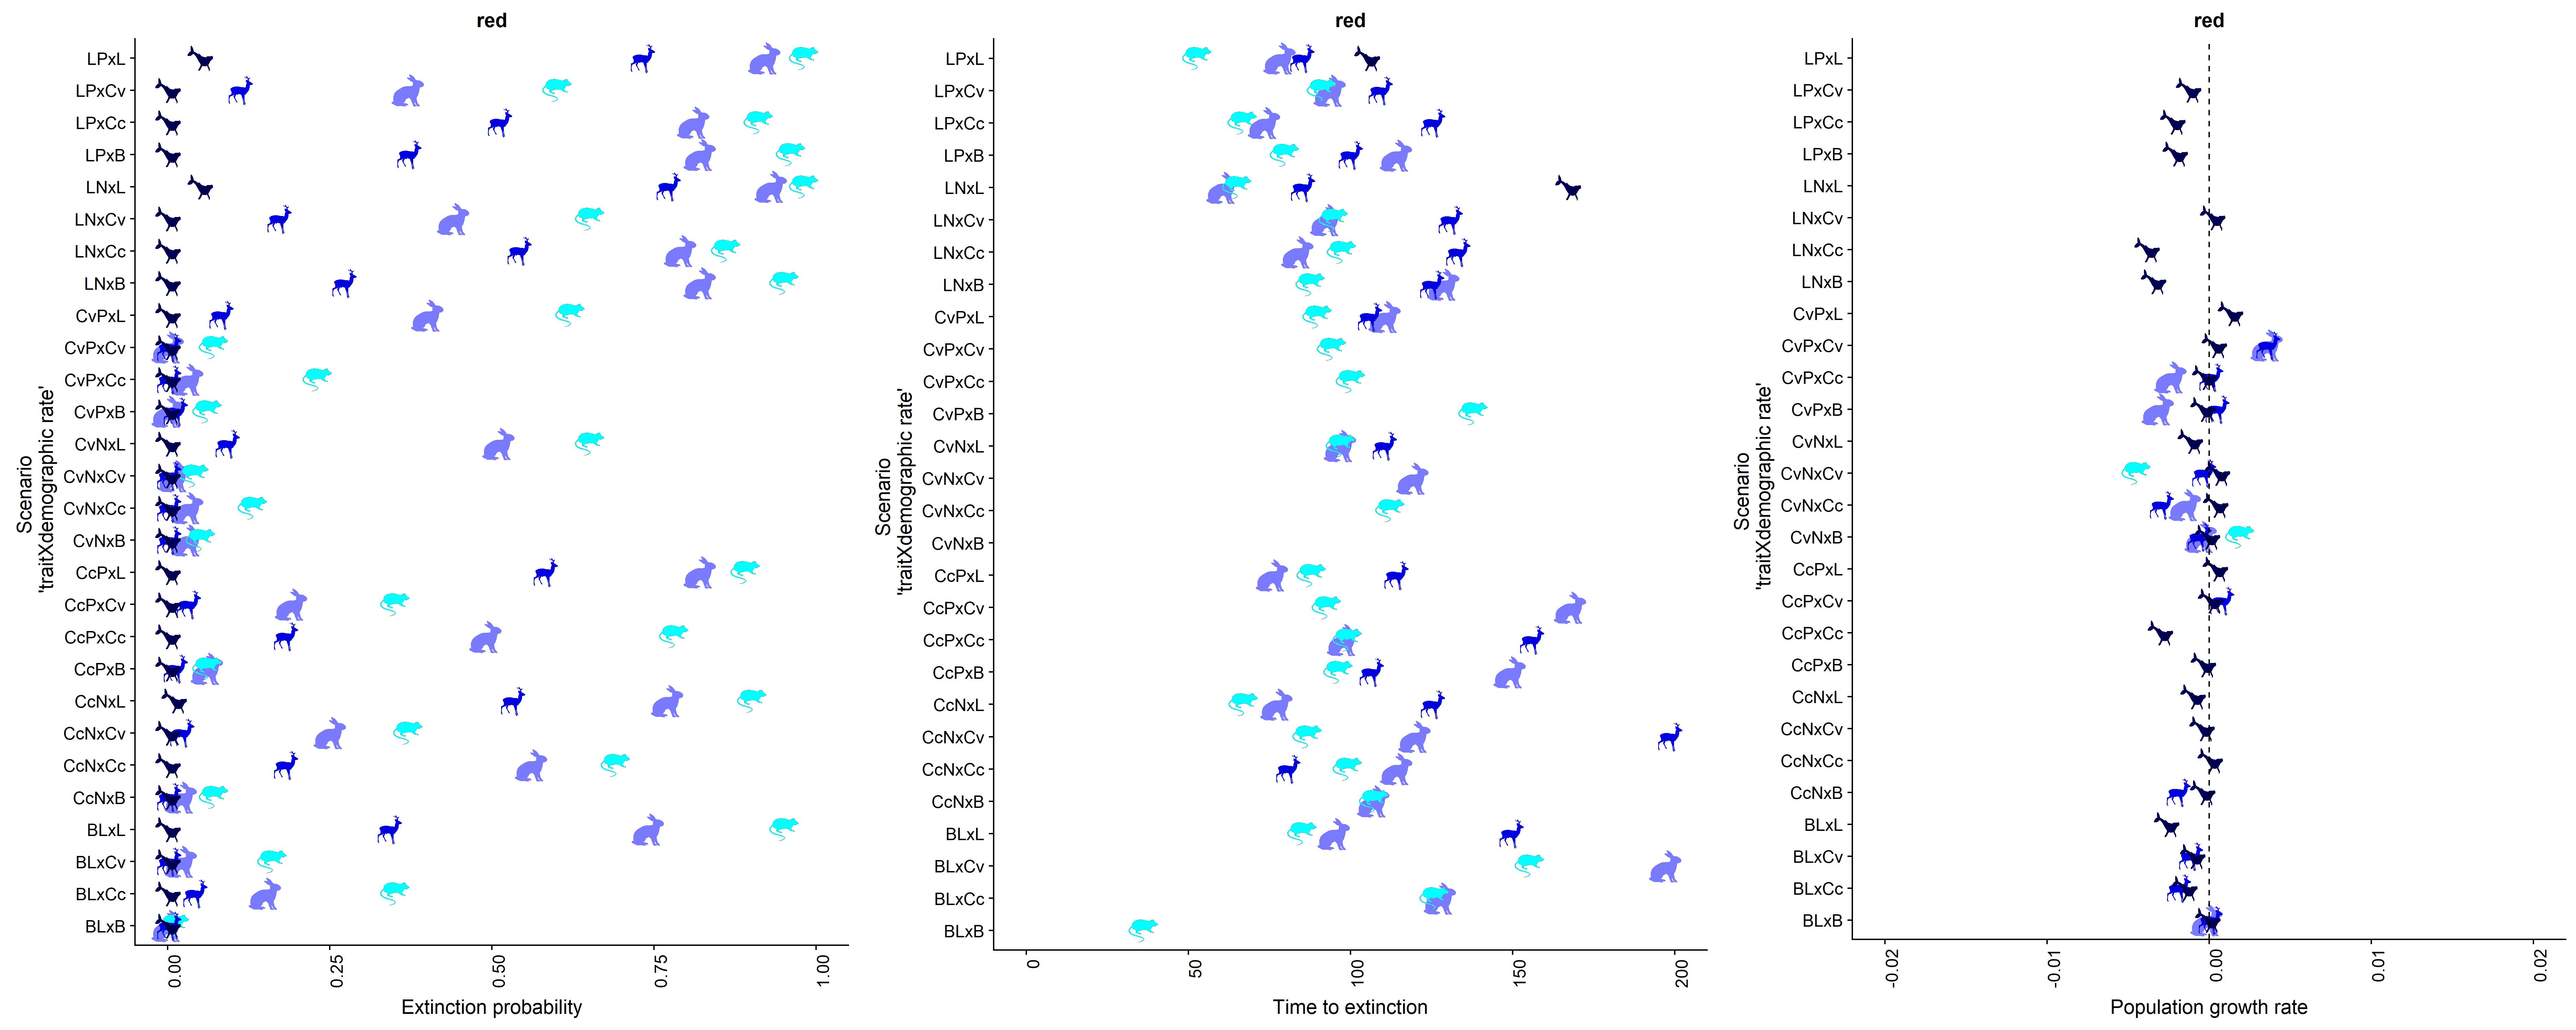 red
Scenario
'traitXdemographic rate'
LPxL
LPxCv
LPxCc
LPxB
LNxL
LNxCv
LNxCc
LNxB
CvPxL
CvPxCv
CvPxCc
CvPxB
CvNxL
CvNxCv
CvNxCc
CvNxB
CcPxL
CcPxCv
CcPxCc
CcPxB
CcNxL
CcNxCv
CcNxCc
CcNxB
BLxL
BLxCv
BLxCc
BLxB
0.00 0.25 0.50 0.75 1.00
Extinction probability
red
Scenario
'traitXdemographic rate'
LPxL
LPxCv
LPxCc
LPxB
LNxL
LNxCv
LNxCc
LNxB
CvPxL
CvPxCv
CvPxCc
CvPxB
CvNxL
CvNxCv
CvNxCc
CvNxB
CcPxL
CcPxCv
CcPxCc
CcPxB
CcNxL
CcNxCv
CcNxCc
CcNxB
BLxL
BLxCv
BLxCc
BLxB
0 50 100 150 200
Time to extinction
red
Scenario
'traitXdemographic rate'
LPxL
LPxCv
LPxCc
LPxB
LNxL
LNxCv
LNxCc
LNxB
CvPxL
CvPxCv
CvPxCc
CvPxB
CvNxL
CvNxCv
CvNxCc
CvNxB
CcPxL
CcPxCv
CcPxCc
CcPxB
CcNxL
CcNxCv
CcNxCc
CcNxB
BLxL
BLxCv
BLxCc
BLxB
-0.02 -0.01 0.00 0.01 0.02
Population growth rate